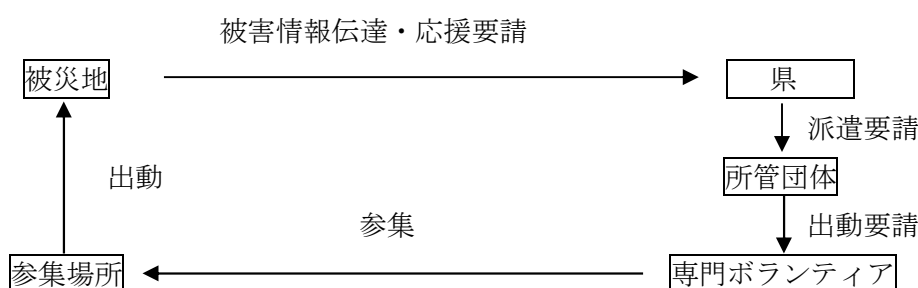 被害情報伝達・応援要請
被災地
県
派遣要請
出動
所管団体
参集
出動要請
参集場所
専門ボランティア